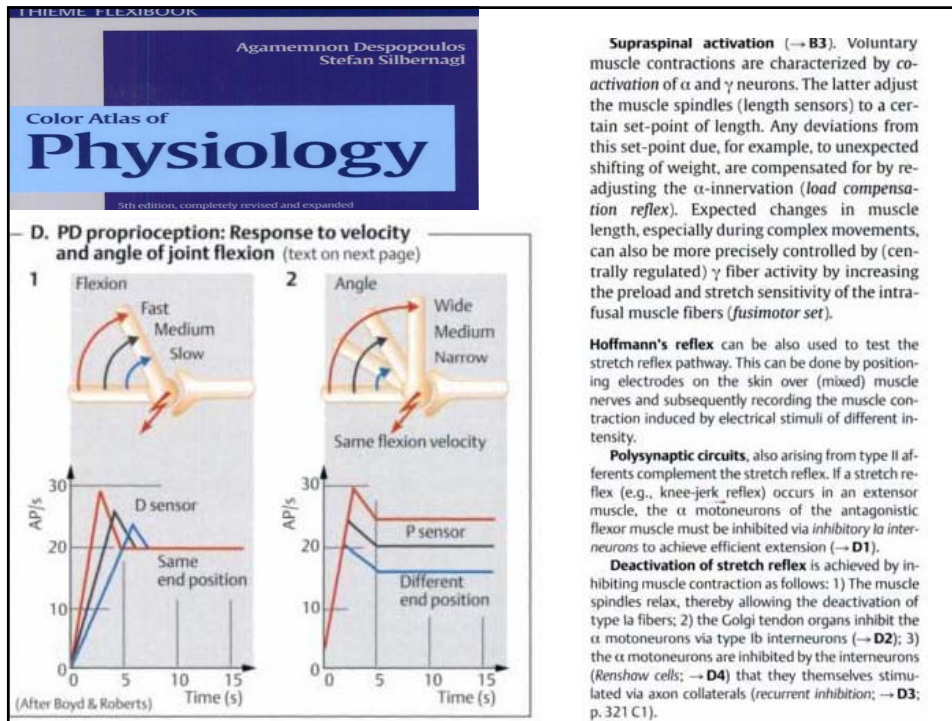 THIEME FLEXIBOOK
Agamemnon Despopoulos
Stefan Silbernagl
Color Atlas of
Physiology
5th edition, completely revised and expanded
D. PD proprioception: Response to velocity
and angle of joint flexion (text on next page)
1
Flexion
Fast
Medium
Slow
30
20
10
0
AP/s
D sensor
Same
end position
0 5 10 15
Time (s)
(After Boyd & Roberts)
2
Angle
Wide
Medium
Narrow
Same flexion velocity
30
20
10
0
AP/s
P sensor
Different
end position
0 5 10 15
Time (s)
Supraspinal activation (→ B3). Voluntary
muscle contractions are characterized by co-
activation of α and γ neurons. The latter adjust
the muscle spindles (length sensors) to a cer-
tain set-point of length. Any deviations from
this set-point due, for example, to unexpected
shifting of weight, are compensated for by re-
adjusting the α-innervation (load compensa-
tion reflex). Expected changes in muscle
length, especially during complex movements,
can also be more precisely controlled by (cen-
trally regulated) γ fiber activity by increasing
the preload and stretch sensitivity of the intra-
fusal muscle fibers (fusimotor set).
Hoffmann's reflex can be also used to test the
stretch reflex pathway. This can be done by position-
ing electrodes on the skin over (mixed) muscle
nerves and subsequently recording the muscle con-
traction induced by electrical stimuli of different in-
tensity.
Polysynaptic circuits, also arising from type II af-
ferents complement the stretch reflex. If a stretch re-
flex (e.g., knee-jerk reflex) occurs in an extensor
muscle, the α motoneurons of the antagonistic
flexor muscle must be inhibited via inhibitory Ia inter-
neurons to achieve efficient extension (→ D1).
Deactivation of stretch reflex is achieved by in-
hibiting muscle contraction as follows: 1) The muscle
spindles relax, thereby allowing the deactivation of
type Ia fibers; 2) the Golgi tendon organs inhibit the
α motoneurons via type Ib interneurons (→ D2); 3)
the α motoneurons are inhibited by the interneurons
(Renshaw cells; → D4) that they themselves stimu-
lated via axon collaterals (recurrent inhibition; → D3;
p. 321 C1).